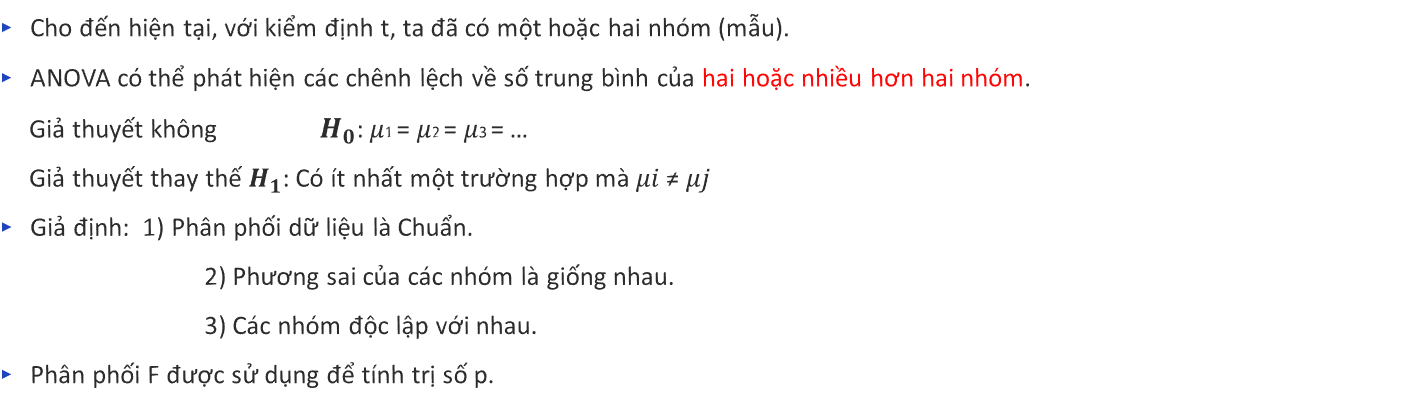 ▸ Cho đến hiện tại, với kiểm định t, ta đã có một hoặc hai nhóm (mẫu).
▸ ANOVA có thể phát hiện các chênh lệch về số trung bình của hai hoặc nhiều hơn hai nhóm.
Giả thuyết không H₀: μ₁ = μ₂ = μ₃ = ...
Giả thuyết thay thế H₁: Có ít nhất một trường hợp mà μi ≠ μj
▸ Giả định: 1) Phân phối dữ liệu là Chuẩn.
2) Phương sai của các nhóm là giống nhau.
3) Các nhóm độc lập với nhau.
▸ Phân phối F được sử dụng để tính trị số p.